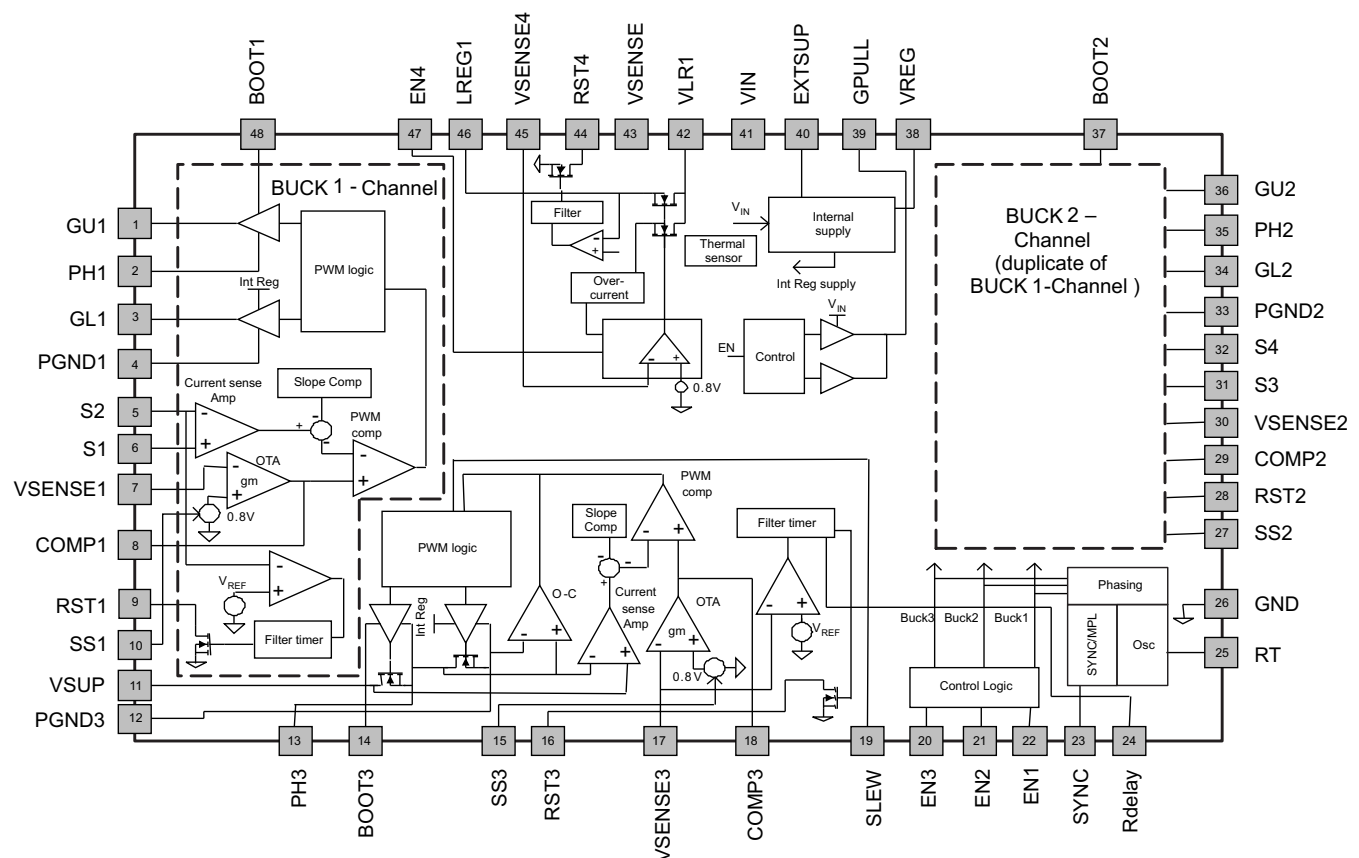 BOOT1
EN4
LREG1
VSENSE4
RST4
VSENSE
VLR1
VIN
EXTSUP
GPULL
VREG
BOOT2
48
47
46
45
44
43
42
41
40
39
38
37
GU1
1
PH1
2
GL1
3
PGND1
4
S2
5
S1
6
VSENSE1
7
COMP1
8
RST1
9
SS1
10
VSUP
11
PGND3
12
BUCK 1 - Channel
PWM logic
Int Reg
Current sense
Amp
Slope Comp
PWM
comp
-
+
+
-
-
-
+
OTA
-
gm
+
0.8V
-
+
VREF
Filter timer
Filter
-
+
Over-
current
-
+
0.8V
Thermal
sensor
VIN
Internal
supply
Int Reg supply
VIN
EN
Control
BUCK 2 –
Channel
(duplicate of
BUCK 1-Channel )
36
GU2
35
PH2
34
GL2
33
PGND2
32
S4
31
S3
30
VSENSE2
29
COMP2
28
RST2
27
SS2
26
GND
25
RT
PWM logic
Int Reg
O-C
-
+
Slope
Comp
-
-
+
Current
sense
Amp
-
+
PWM
comp
-
+
OTA
gm
-
+
0.8V
Filter timer
-
+
VREF
Buck3
Buck2
Buck1
Control Logic
Phasing
SYNC/MPL
Osc
13
14
15
16
17
18
19
20
21
22
23
24
PH3
BOOT3
SS3
RST3
VSENSE3
COMP3
SLEW
EN3
EN2
EN1
SYNC
Rdelay